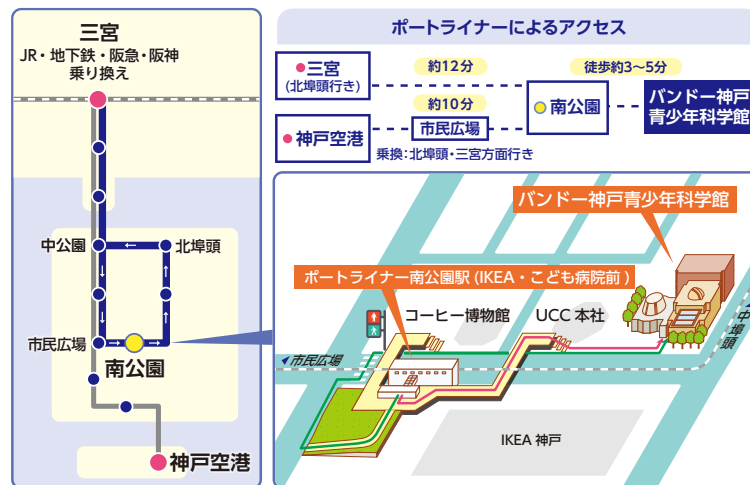 三宮
JR・地下鉄・阪急・阪神
乗り換え
中公園
北埠頭
市民広場
南公園
神戸空港
ポートライナーによるアクセス
三宮
(北埠頭行き)
約12分
徒歩約3〜5分
約10分
南公園
バンドー神戸
青少年科学館
神戸空港
市民広場
乗換:北埠頭・三宮方面行き
バンドー神戸青少年科学館
ポートライナー南公園駅(IKEA・こども病院前)
コーヒー博物館
UCC 本社
市民広場
中埠頭
IKEA 神戸